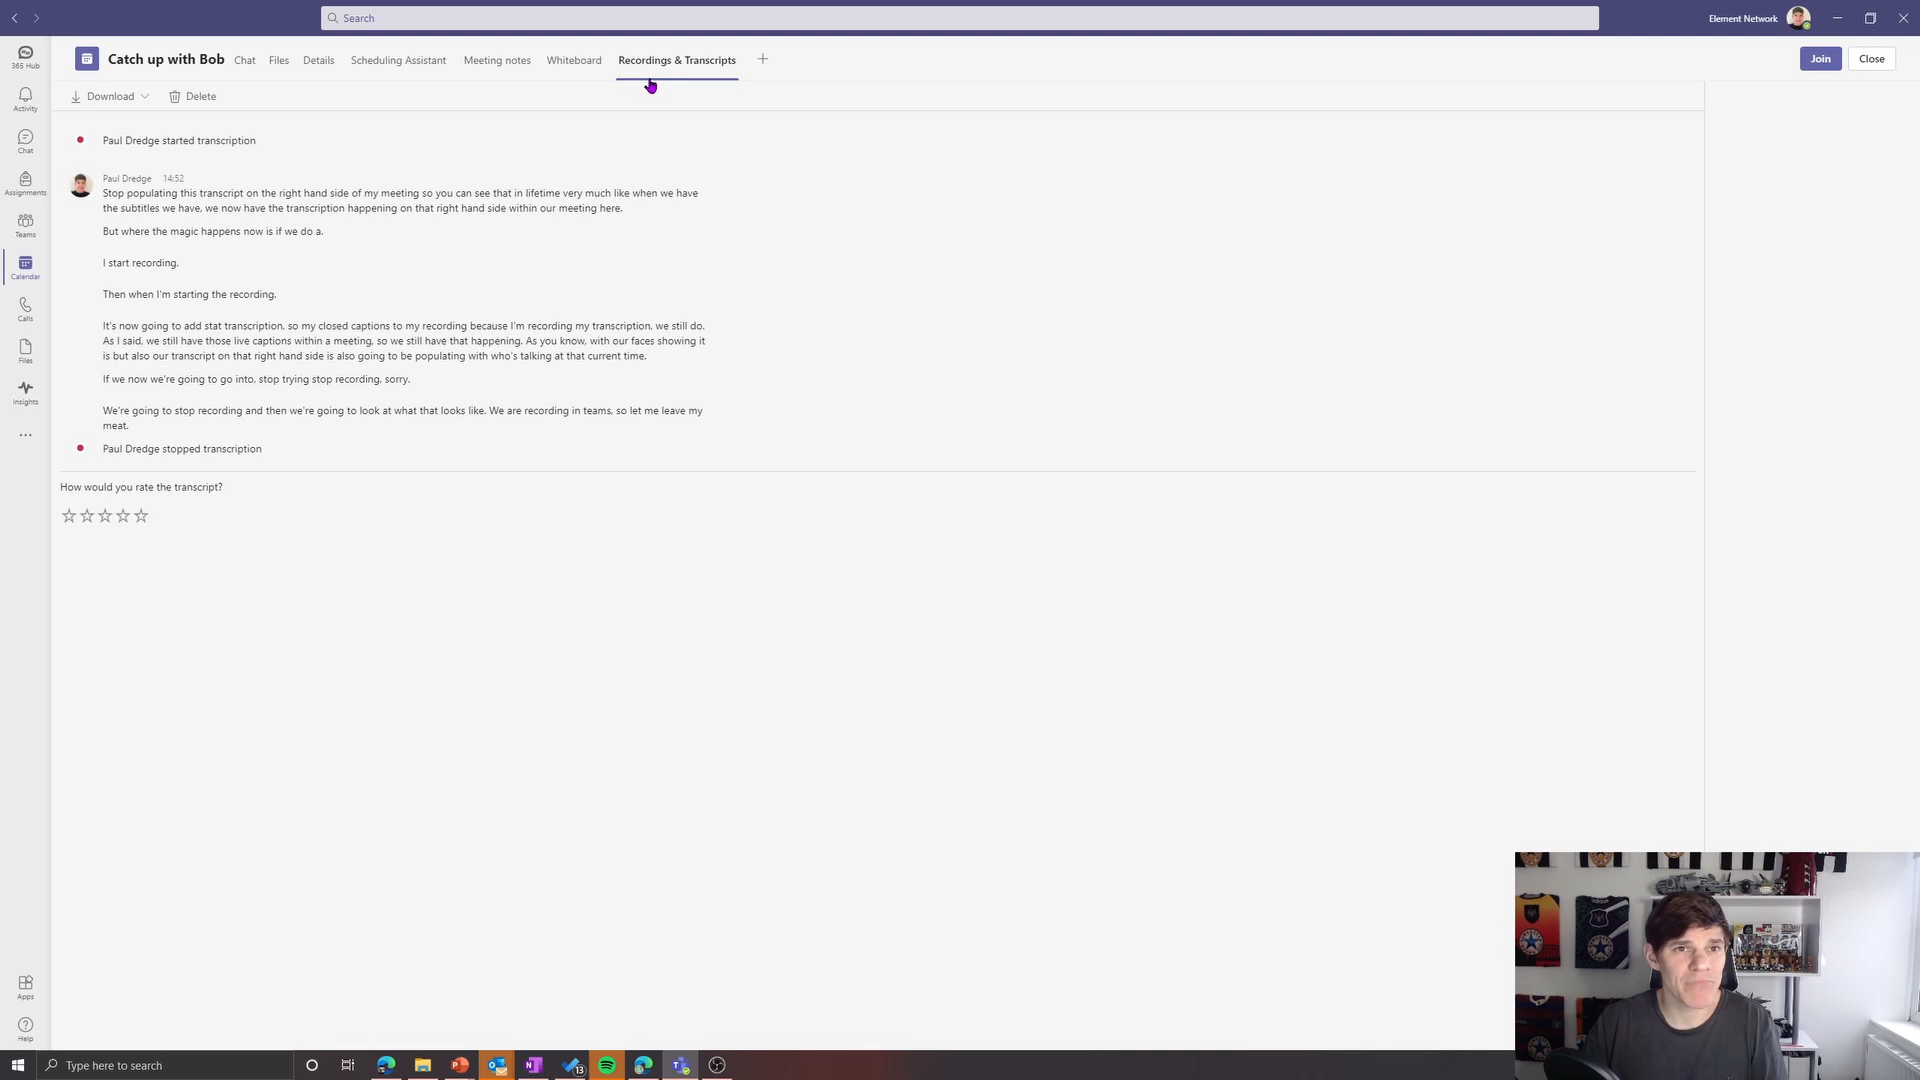 Search
Element Network
365 Hub
Catch up with Bob
Chat
Files
Details
Scheduling Assistant
Meeting notes
Whiteboard
Recordings & Transcripts
Join
Close
Activity
Chat
Assignments
Teams
Calendar
Calls
Files
Insights
Apps
Help
Download
Delete
Paul Dredge started transcription
Paul Dredge 14:52
Stop populating this transcript on the right hand side of my meeting so you can see that in lifetime very much like when we have
the subtitles we have, we now have the transcription happening on that right hand side within our meeting here.
But where the magic happens now is if we do a.
I start recording.
Then when I'm starting the recording.
It's now going to add stat transcription, so my closed captions to my recording because I'm recording my transcription, we still do.
As I said, we still have those live captions within a meeting, so we still have that happening. As you know, with our faces showing it
is but also our transcript on that right hand side is also going to be populating with who's talking at that current time.
If we now we're going to go into, stop trying stop recording, sorry.
We're going to stop recording and then we're going to look at what that looks like. We are recording in teams, so let me leave my
meat.
Paul Dredge stopped transcription
How would you rate the transcript?
Type here to search
13